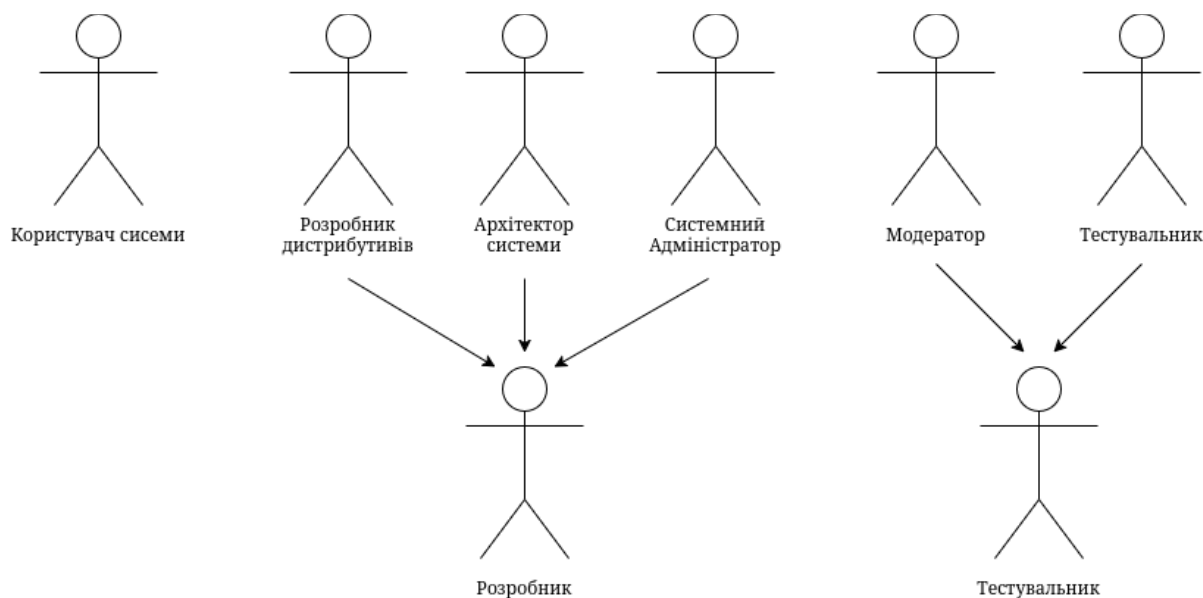 Користувач сисеми
Розробник
дистрибутивів
Архітектор
системи
Системний
Адміністратор
Модератор
Тестувальник
Розробник
Тестувальник